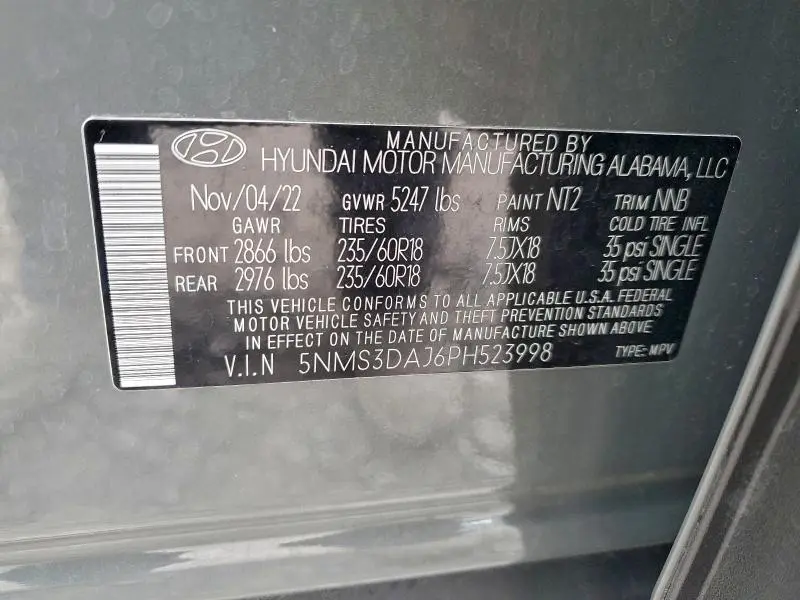 MANUFACTURED BY
HYUNDAI MOTOR MANUFACTURING ALABAMA, LLC
Nov/04/22 GVWR 5247 lbs PAINT NT2 TRIM NNB
GAWR TIRES RIMS COLD TIRE INFL
FRONT 2866 lbs 235/60R18 7.5JX18 35 psi SINGLE
REAR 2976 lbs 235/60R18 7.5JX18 35 psi SINGLE
THIS VEHICLE CONFORMS TO ALL APPLICABLE U.S.A. FEDERAL
MOTOR VEHICLE SAFETY AND THEFT PREVENTION STANDARDS
IN EFFECT ON THE DATE OF MANUFACTURE SHOWN ABOVE
V.I.N 5NMS3DAJ6PH523998 TYPE: MPV